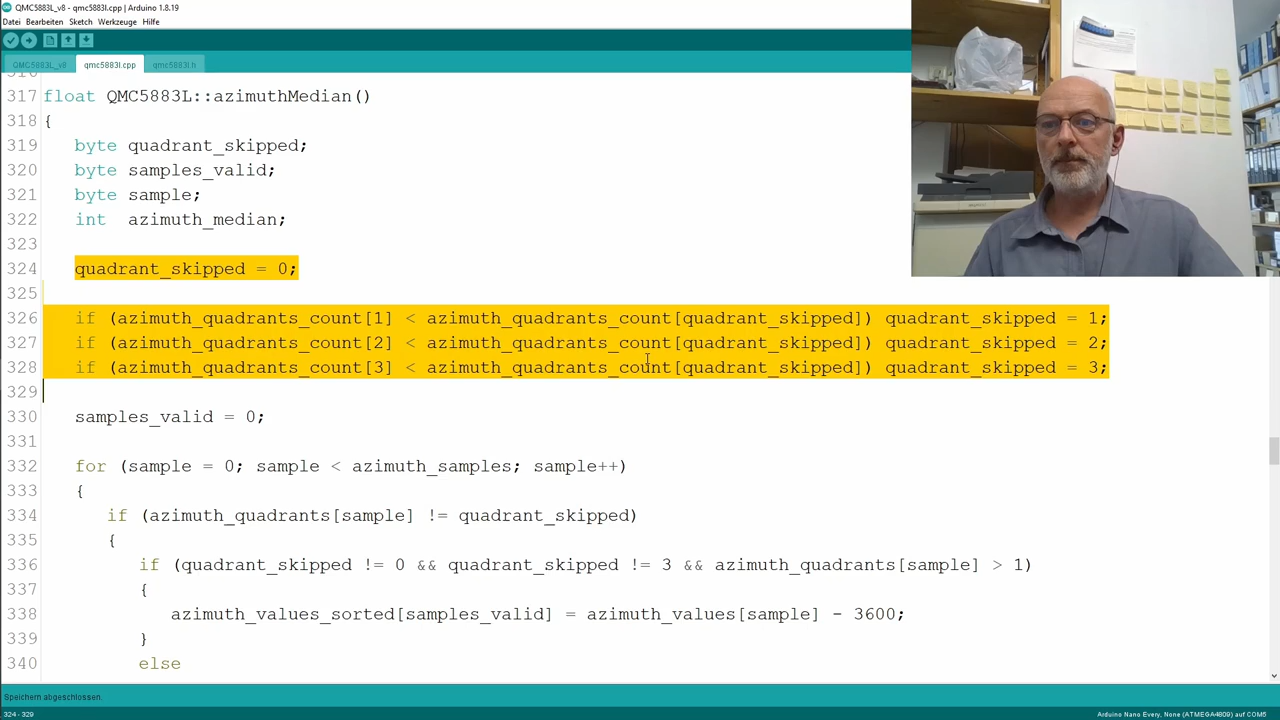 QMC5883L_v8 - qmc5883l.cpp | Arduino 1.8.19
Datei Bearbeiten Sketch Werkzeuge Hilfe
QMC5883L_v8 qmc5883l.cpp qmc5883l.h
316
317 float QMC5883L::azimuthMedian()
318 {
319 byte quadrant_skipped;
320 byte samples_valid;
321 byte sample;
322 int azimuth_median;
323
324 quadrant_skipped = 0;
325
326 if (azimuth_quadrants_count[1] < azimuth_quadrants_count[quadrant_skipped]) quadrant_skipped = 1;
327 if (azimuth_quadrants_count[2] < azimuth_quadrants_count[quadrant_skipped]) quadrant_skipped = 2;
328 if (azimuth_quadrants_count[3] < azimuth_quadrants_count[quadrant_skipped]) quadrant_skipped = 3;
329
330 samples_valid = 0;
331
332 for (sample = 0; sample < azimuth_samples; sample++)
333 {
334 if (azimuth_quadrants[sample] != quadrant_skipped)
335 {
336 if (quadrant_skipped != 0 && quadrant_skipped != 3 && azimuth_quadrants[sample] > 1)
337 {
338 azimuth_values_sorted[samples_valid] = azimuth_values[sample] - 3600;
339 }
340 else
Speichern abgeschlossen.
324 - 329 Arduino Nano Every, None (ATMEGA4809) auf COM5